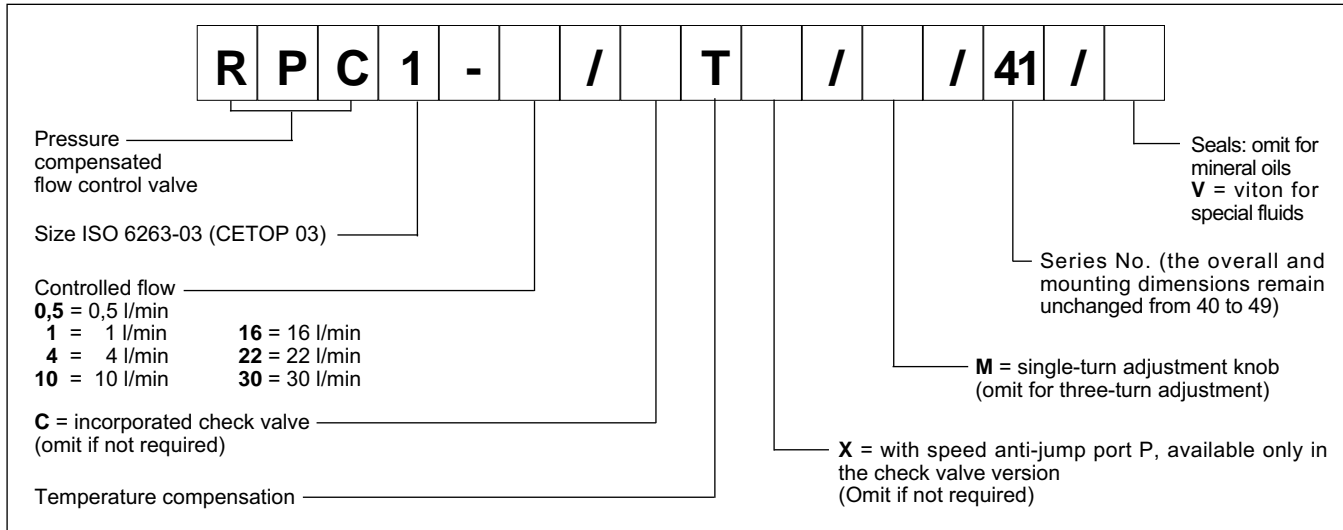 R P C 1 - / T / / 41 /
Pressure
compensated
flow control valve
Size ISO 6263-03 (CETOP 03)
Controlled flow
0,5 = 0,5 l/min
1 = 1 l/min 16 = 16 l/min
4 = 4 l/min 22 = 22 l/min
10 = 10 l/min 30 = 30 l/min
C = incorporated check valve
(omit if not required)
Temperature compensation
Seals: omit for
mineral oils
V = viton for
special fluids
Series No. (the overall and
mounting dimensions remain
unchanged from 40 to 49)
M = single-turn adjustment knob
(omit for three-turn adjustment)
X = with speed anti-jump port P, available only in
the check valve version
(Omit if not required)